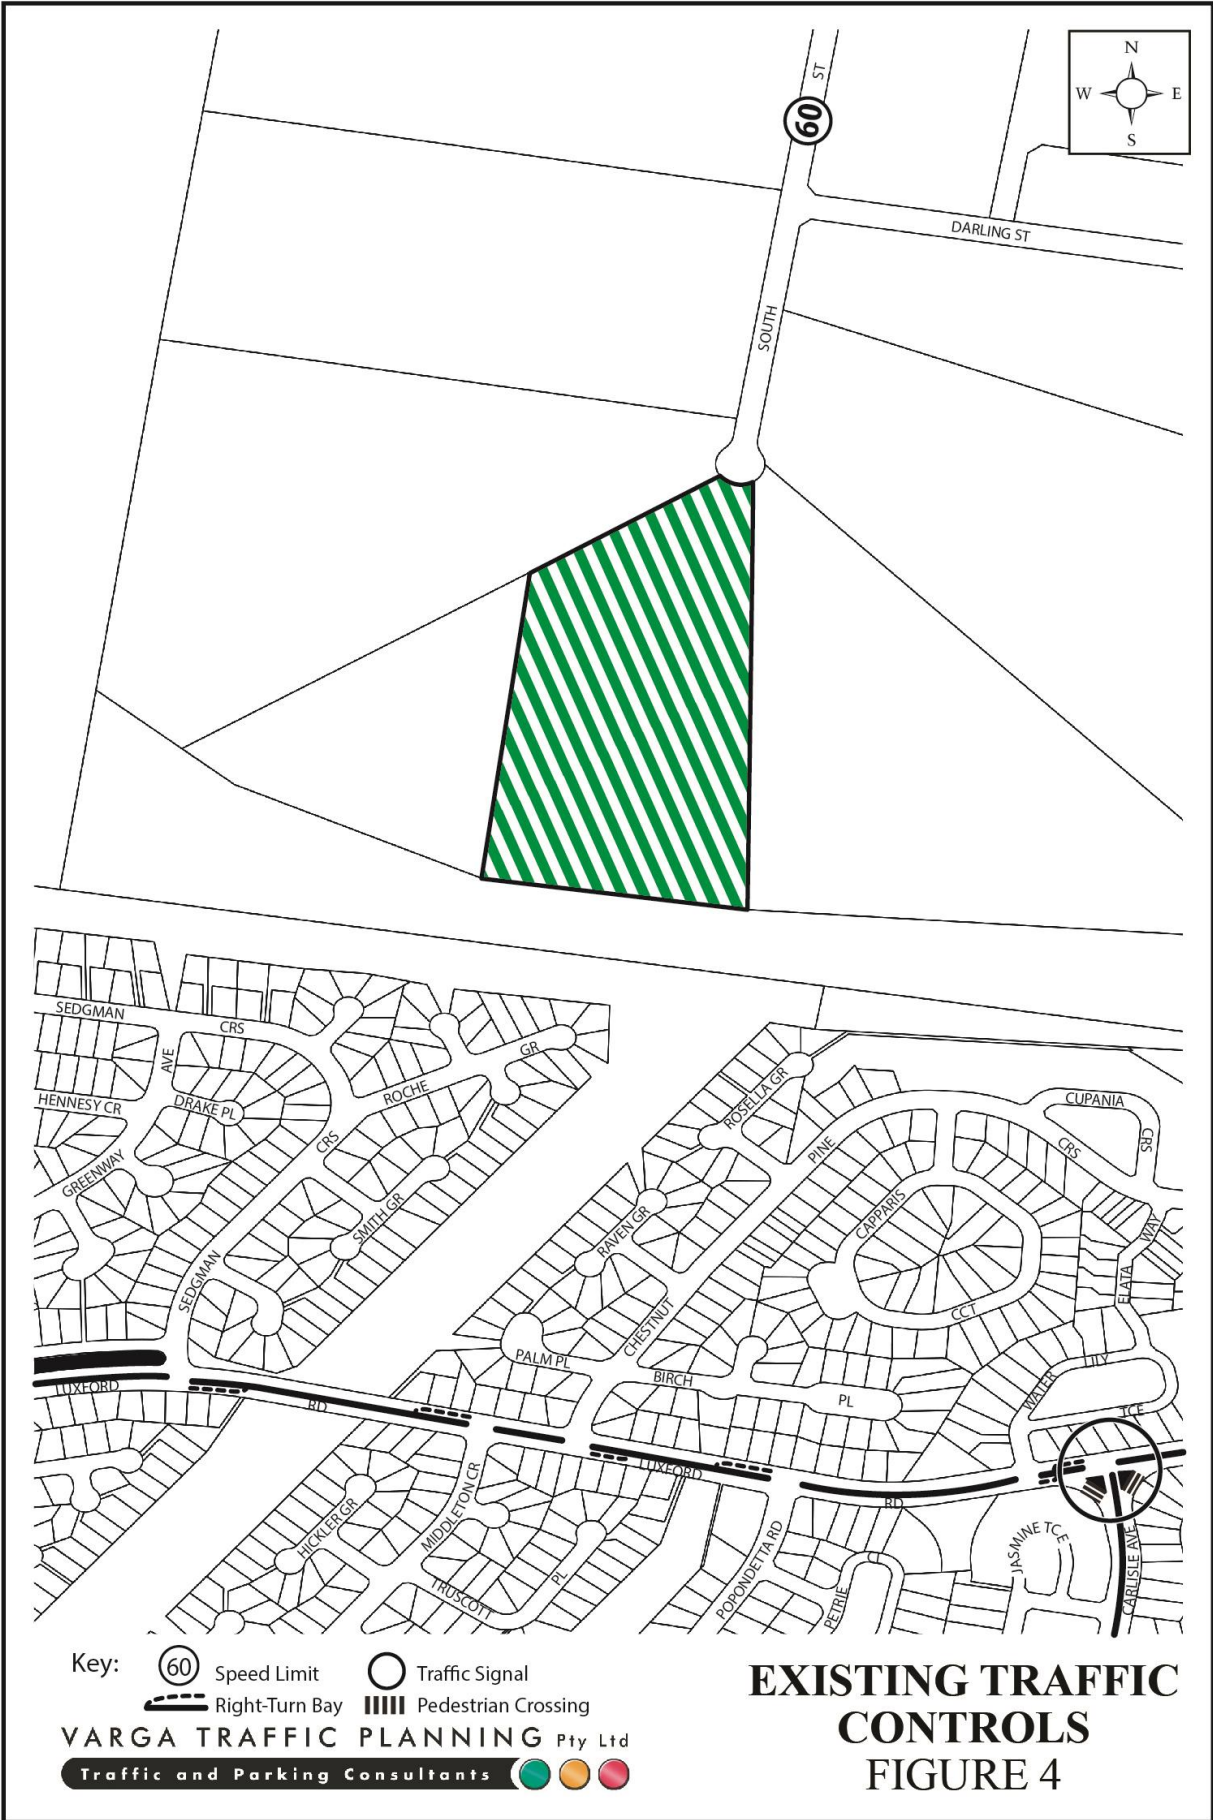 N
W E
S
ST
60
DARLING ST
SOUTH
SEDGMAN
CRS
AVE
GR
ROCHE
HENNESY CR
DRAKE PL
CRS
GREENWAY
SMITH GR
SEDGMAN
ROSELLA GR
PINE
CUPANIA
CRS
CRS
CAPPARIS
RAVEN GR
WAY
ELATA
CCT
CHESTNUT
PALM PL
BIRCH
PL
LILY
WATER
TCE
LUXFORD
RD
LUXFORD
RD
MIDDLETON CR
HICKLER GR
TRUSCOTT
PL
POPONDETTA RD
PETRIE
CL
JASMINE TCE
CARLISLE AVE
Key:
60 Speed Limit
Traffic Signal
Right-Turn Bay
Pedestrian Crossing
VARGA TRAFFIC PLANNING Pty Ltd
Traffic and Parking Consultants
EXISTING TRAFFIC
CONTROLS
FIGURE 4